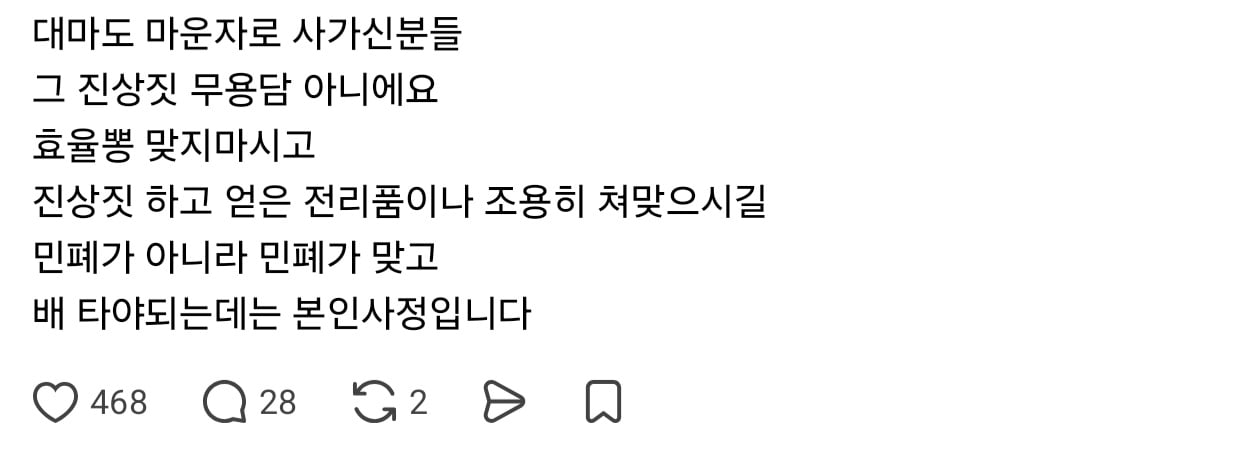 대마도 마운자로 사가신분들
그 진상짓 무용담 아니에요
효율뽕 맞지마시고
진상짓 하고 얻은 전리품이나 조용히 쳐맞으시길
민폐가 아니라 민폐가 맞고
배 타야되는데는 본인사정입니다
468 28 2